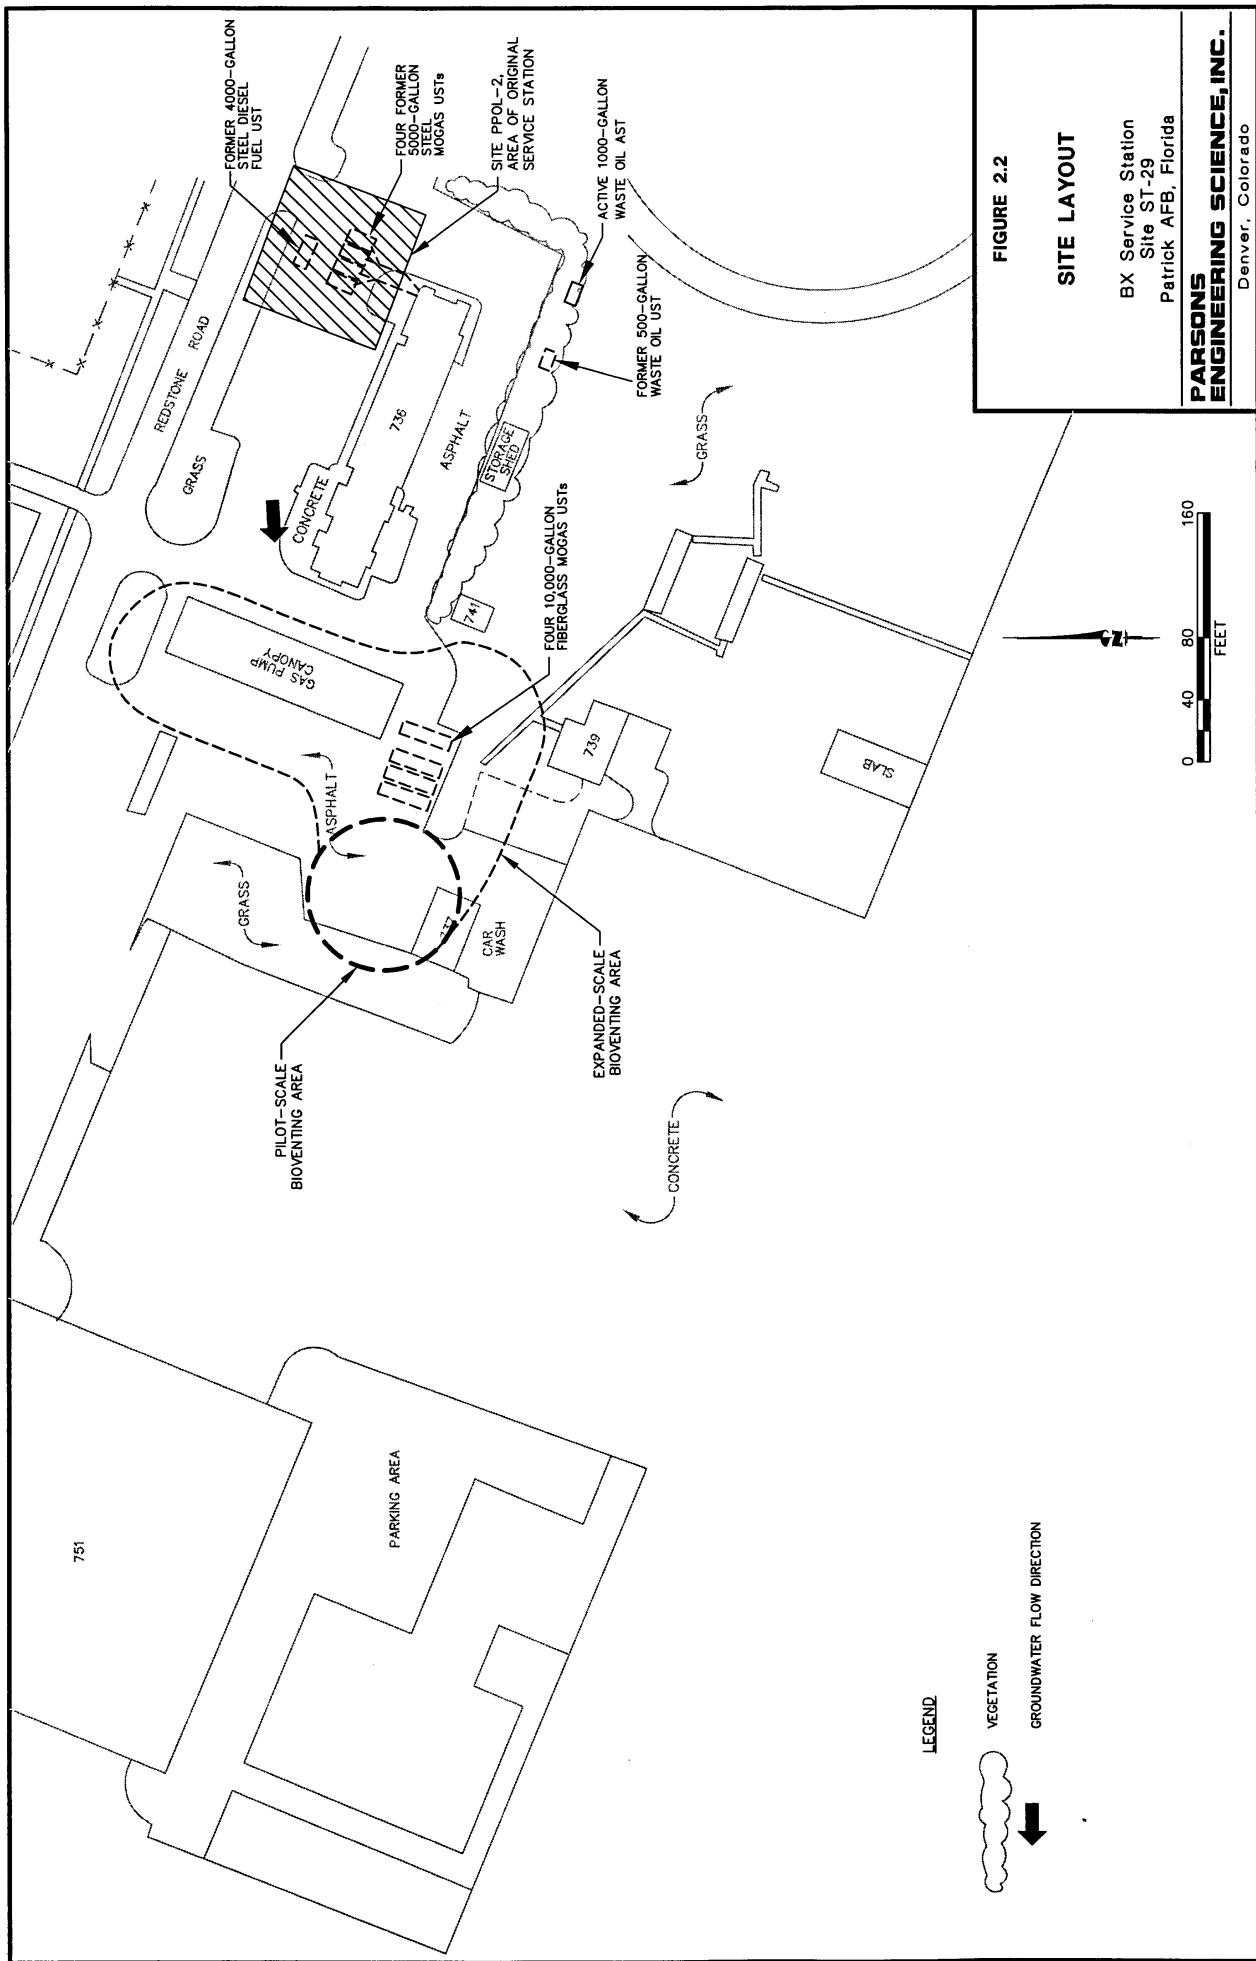 FORMER 4000-GALLON
STEEL DIESEL
FUEL UST
FOUR FORMER
5000-GALLON
STEEL
MOGAS USTs
SITE PPOL-2,
AREA OF ORIGINAL
SERVICE STATION
ACTIVE 1000-GALLON
WASTE OIL AST
FORMER 500-GALLON
WASTE OIL UST
REDSTONE ROAD
GRASS
CONCRETE
736
ASPHALT
STORAGE
SHED
GRASS
741
FOUR 10,000-GALLON
FIBERGLASS MOGAS USTs
GAS PUMP
CANOPY
ASPHALT
739
SLAB
GRASS
737
CAR
WASH
PILOT-SCALE
BIOVENTING AREA
EXPANDED-SCALE
BIOVENTING AREA
CONCRETE
751
PARKING AREA
LEGEND
VEGETATION
GROUNDWATER FLOW DIRECTION
N
0 40 80 160
FEET
FIGURE 2.2
SITE LAYOUT
BX Service Station
Site ST-29
Patrick AFB, Florida
PARSONS
ENGINEERING SCIENCE, INC.
Denver, Colorado